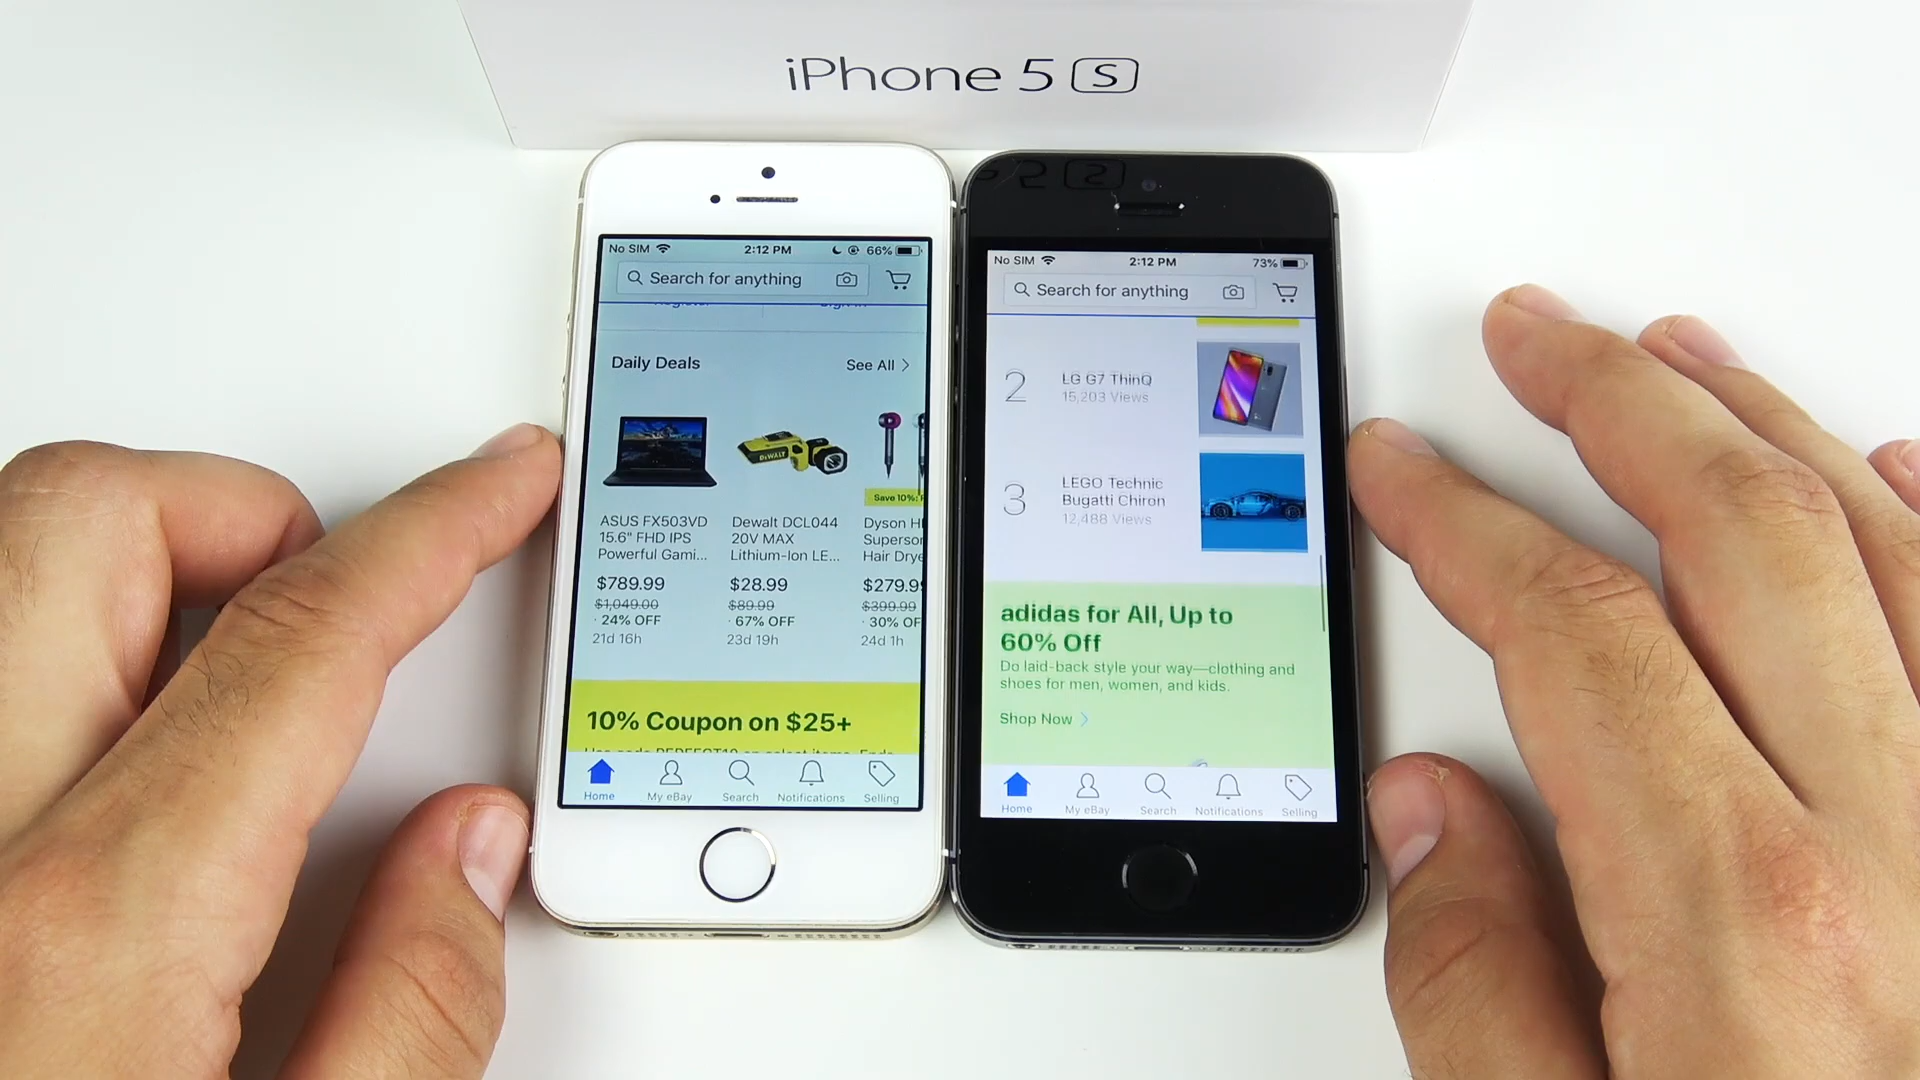 iPhone 5 S
No SIM 2:12 PM 66%
Search for anything
Daily Deals See All
DEWALT
Save 10%:
ASUS FX503VD
15.6" FHD IPS
Powerful Gami...
$789.99
$1,049.00
· 24% OFF
21d 16h
Dewalt DCL044
20V MAX
Lithium-Ion LE...
$28.99
$89.99
· 67% OFF
23d 19h
Dyson H
Superson
Hair Drye
$279.9
$399.99
· 30% OF
24d 1h
10% Coupon on $25+
Home My eBay Search Notifications Selling
No SIM 2:12 PM 73%
Search for anything
2
LG G7 ThinQ
15,203 Views
3
LEGO Technic
Bugatti Chiron
12,488 Views
adidas for All, Up to
60% Off
Do laid-back style your way—clothing and
shoes for men, women, and kids.
Shop Now
Home My eBay Search Notifications Selling